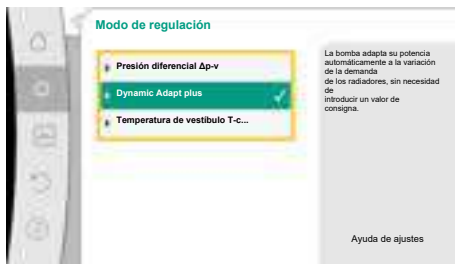 Modo de regulación
Presión diferencial Δp-v
Dynamic Adapt plus
Temperatura de vestíbulo T-c...
La bomba adapta su potencia
automáticamente a la variación
de la demanda
de los radiadores, sin necesidad
de
introducir un valor de
consigna.
Ayuda de ajustes